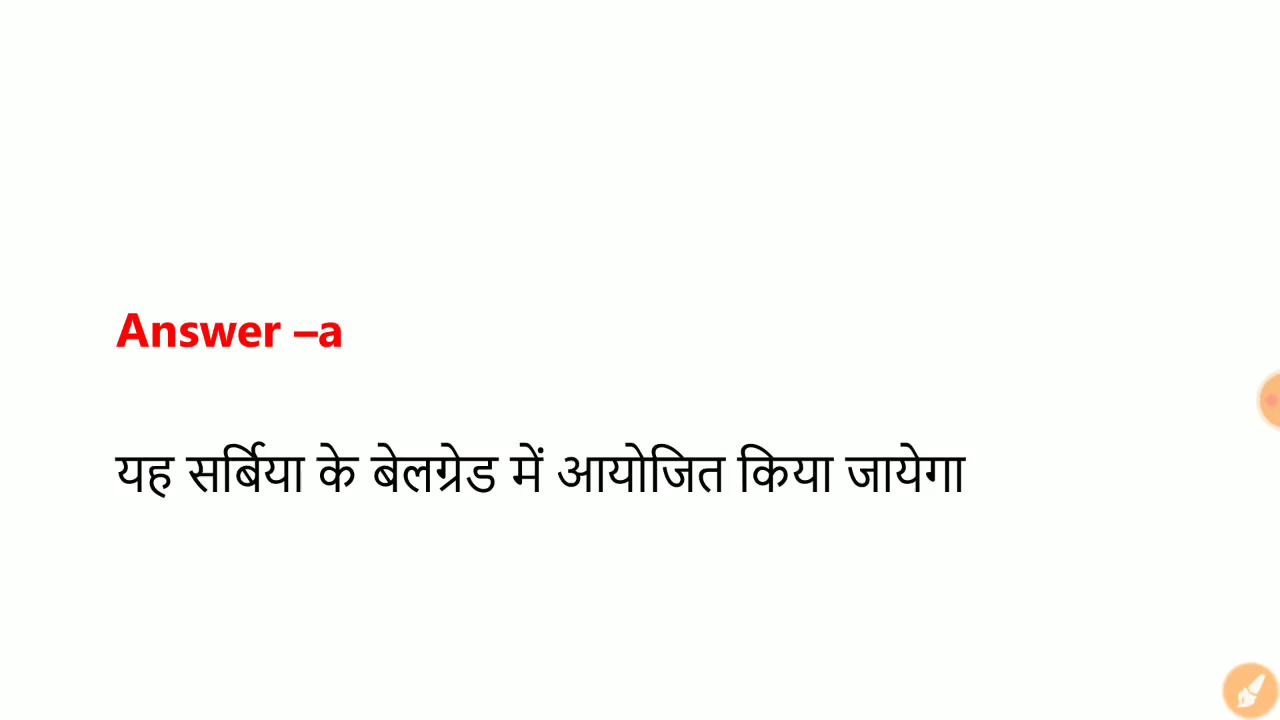 Answer –a
यह सर्बिया के बेलग्रेड में आयोजित किया जायेगा